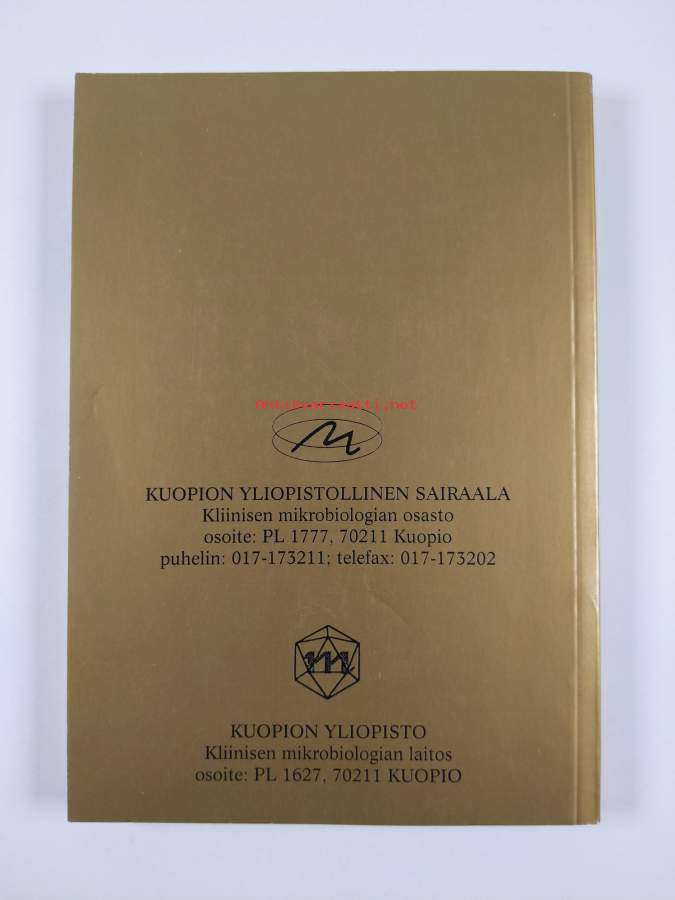 Antikvariaatti.net
KUOPION YLIOPISTOLLINEN SAIRAALA
Kliinisen mikrobiologian osasto
osoite: PL 1777, 70211 Kuopio
puhelin: 017-173211; telefax: 017-173202
m
KUOPION YLIOPISTO
Kliinisen mikrobiologian laitos
osoite: PL 1627, 70211 KUOPIO